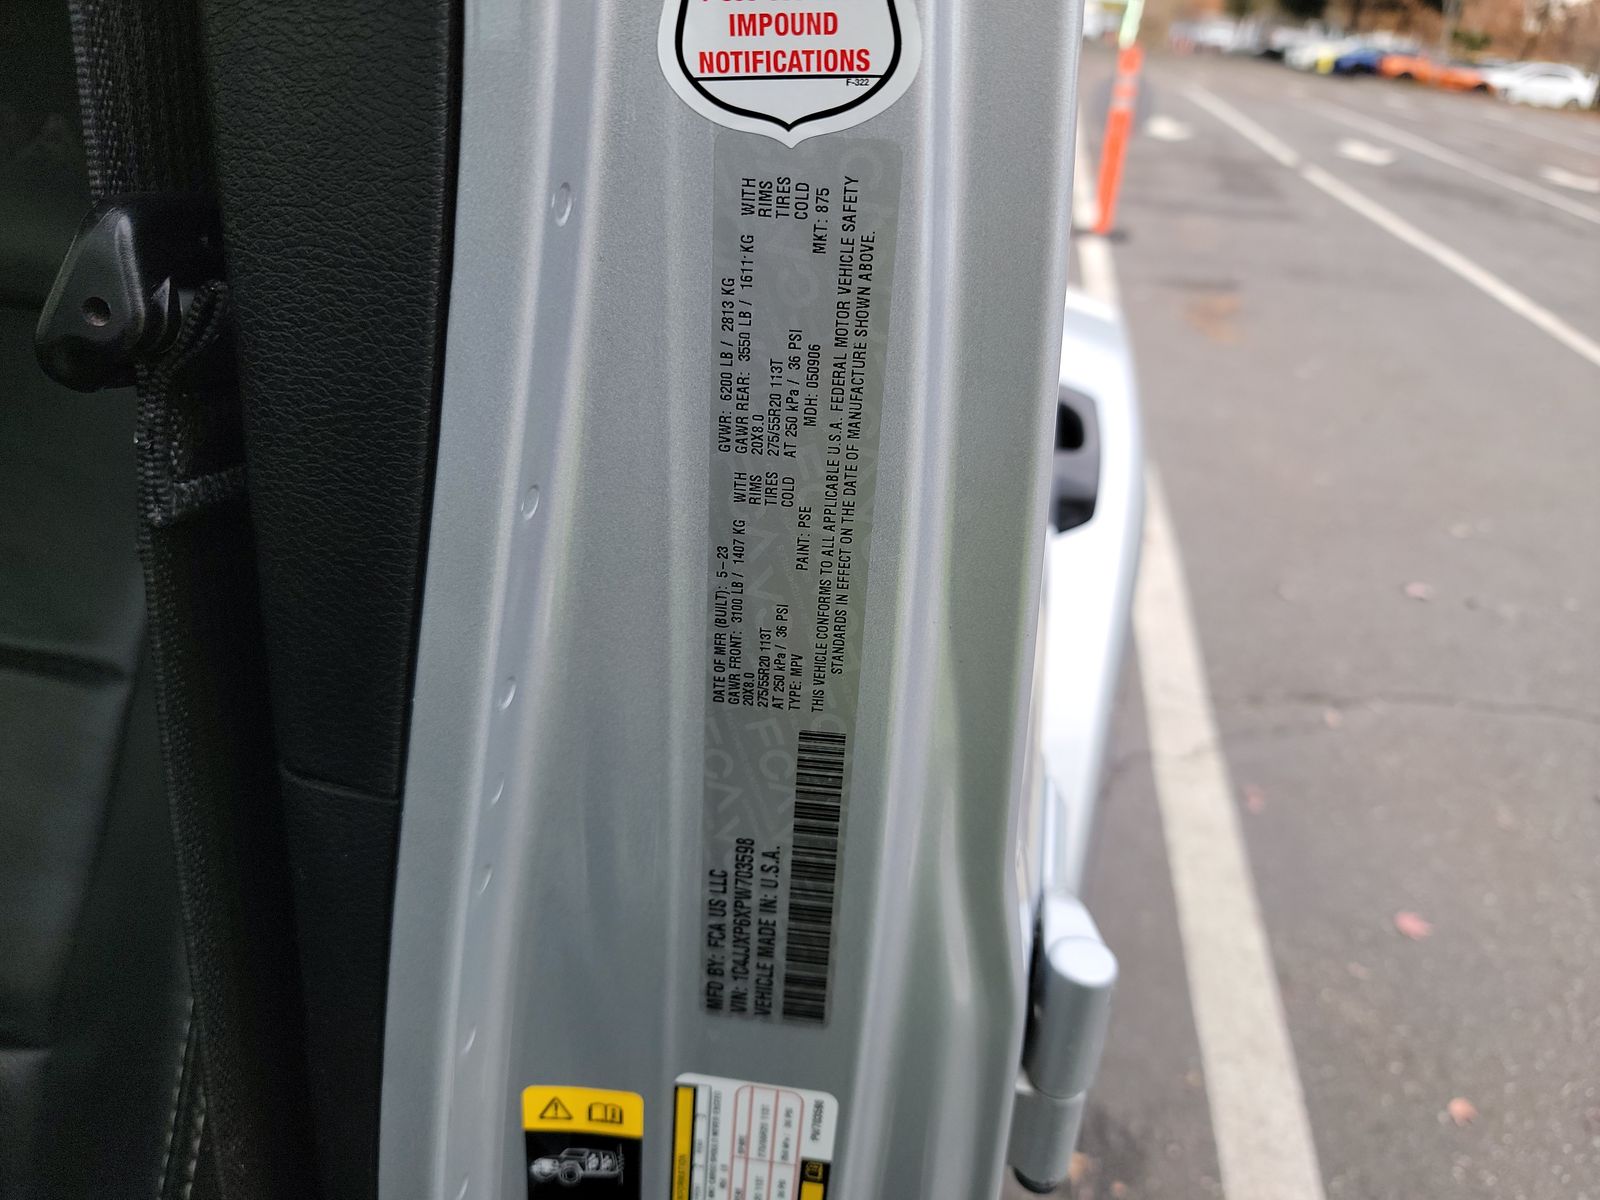 IMPOUND
NOTIFICATIONS
F-322
MFD BY: FCA US LLC
VIN: 1C4JJXP6XPW703598
VEHICLE MADE IN: U.S.A.
DATE OF MFR (BUILT): 5-23 GVWR: 6200 LB / 2813 KG
GAWR FRONT: 3100 LB / 1407 KG WITH GAWR REAR: 3550 LB / 1611 KG WITH
20X8.0 RIMS 20X8.0 RIMS
275/55R20 113T TIRES 275/55R20 113T TIRES
AT 250 kPa / 36 PSI COLD AT 250 kPa / 36 PSI COLD
TYPE: MPV PAINT: PSE MDH: 050906 MKT: 875
THIS VEHICLE CONFORMS TO ALL APPLICABLE U.S.A. FEDERAL MOTOR VEHICLE SAFETY
STANDARDS IN EFFECT ON THE DATE OF MANUFACTURE SHOWN ABOVE.